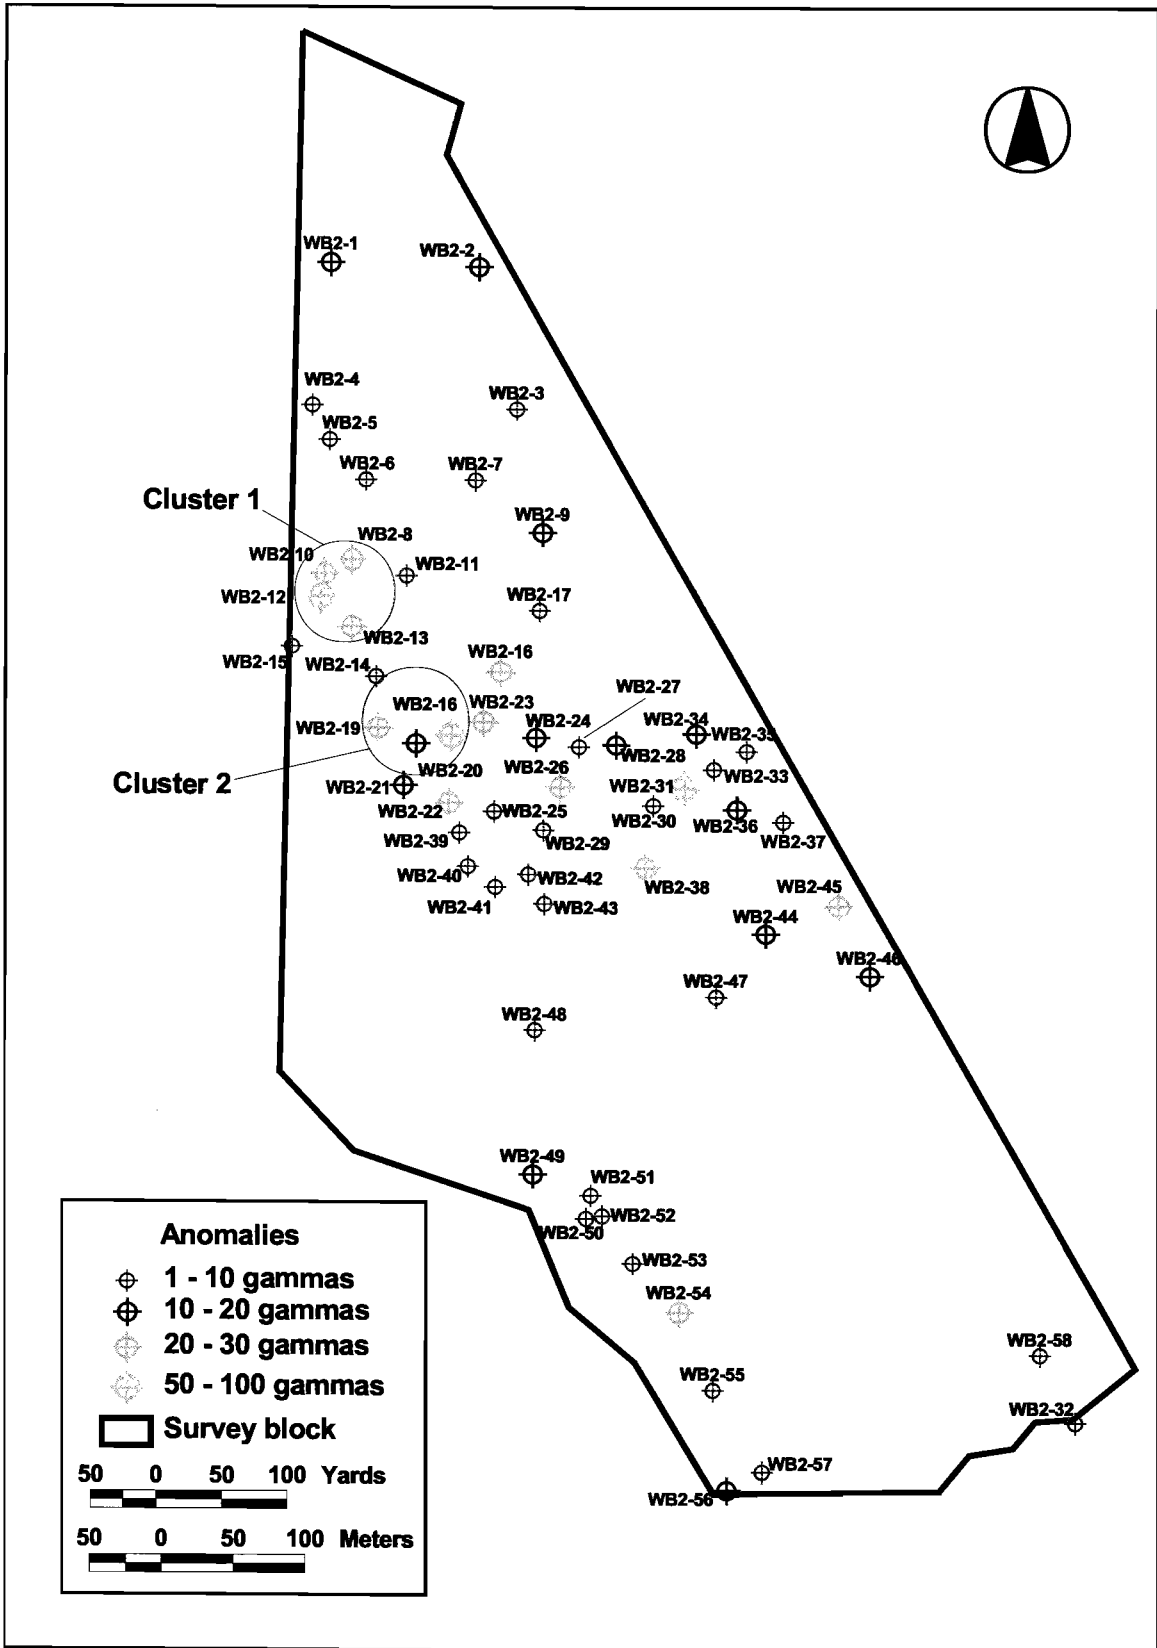 WB2-1
WB2-2
WB2-4
WB2-3
WB2-5
WB2-6
WB2-7
Cluster 1
WB2-9
WB2-8
WB2-10
WB2-11
WB2-12
WB2-17
WB2-13
WB2-15
WB2-14
WB2-16
WB2-27
WB2-16
WB2-23
WB2-19
WB2-24
WB2-34
WB2-35
WB2-28
Cluster 2
WB2-20
WB2-26
WB2-33
WB2-21
WB2-31
WB2-22
WB2-25
WB2-30
WB2-36
WB2-39
WB2-29
WB2-37
WB2-40
WB2-42
WB2-38
WB2-45
WB2-41
WB2-43
WB2-44
WB2-46
WB2-47
WB2-48
WB2-49
WB2-51
WB2-52
WB2-50
WB2-53
WB2-54
WB2-58
WB2-55
WB2-32
WB2-57
WB2-56
Anomalies
1 - 10 gammas
10 - 20 gammas
20 - 30 gammas
50 - 100 gammas
Survey block
50 0 50 100 Yards
50 0 50 100 Meters